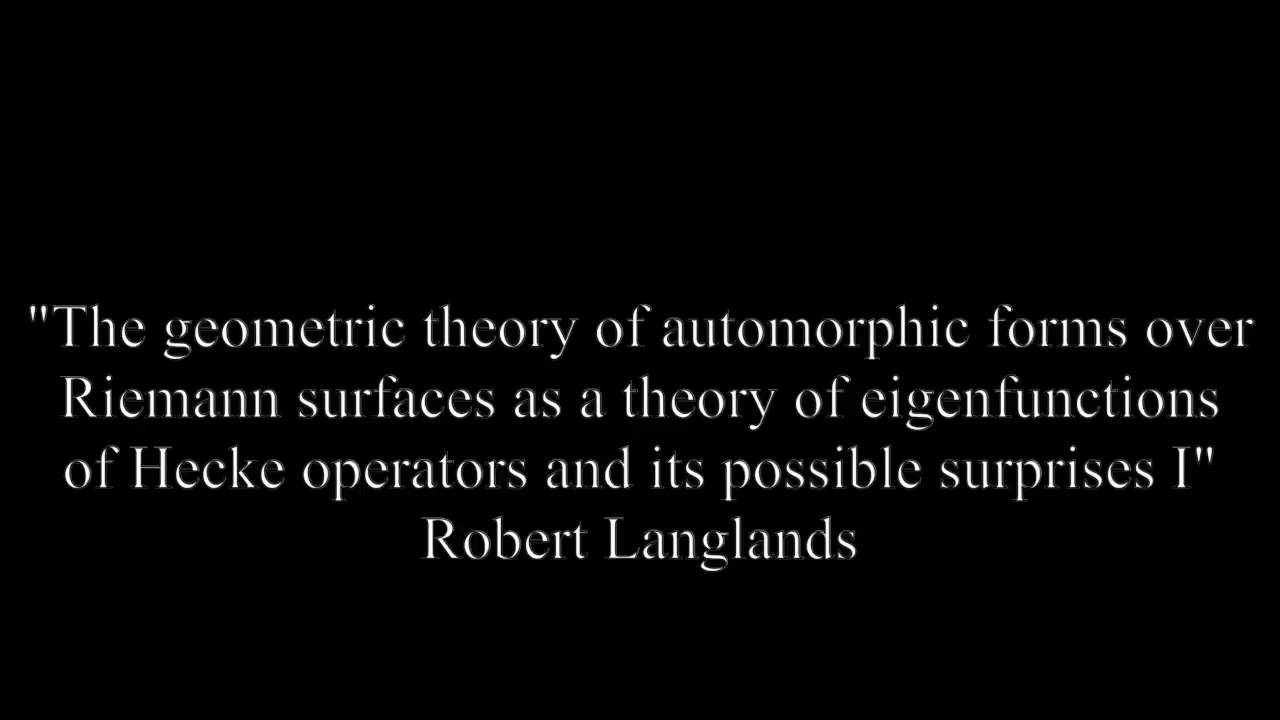 "The geometric theory of automorphic forms over
Riemann surfaces as a theory of eigenfunctions
of Hecke operators and its possible surprises I"
Robert Langlands